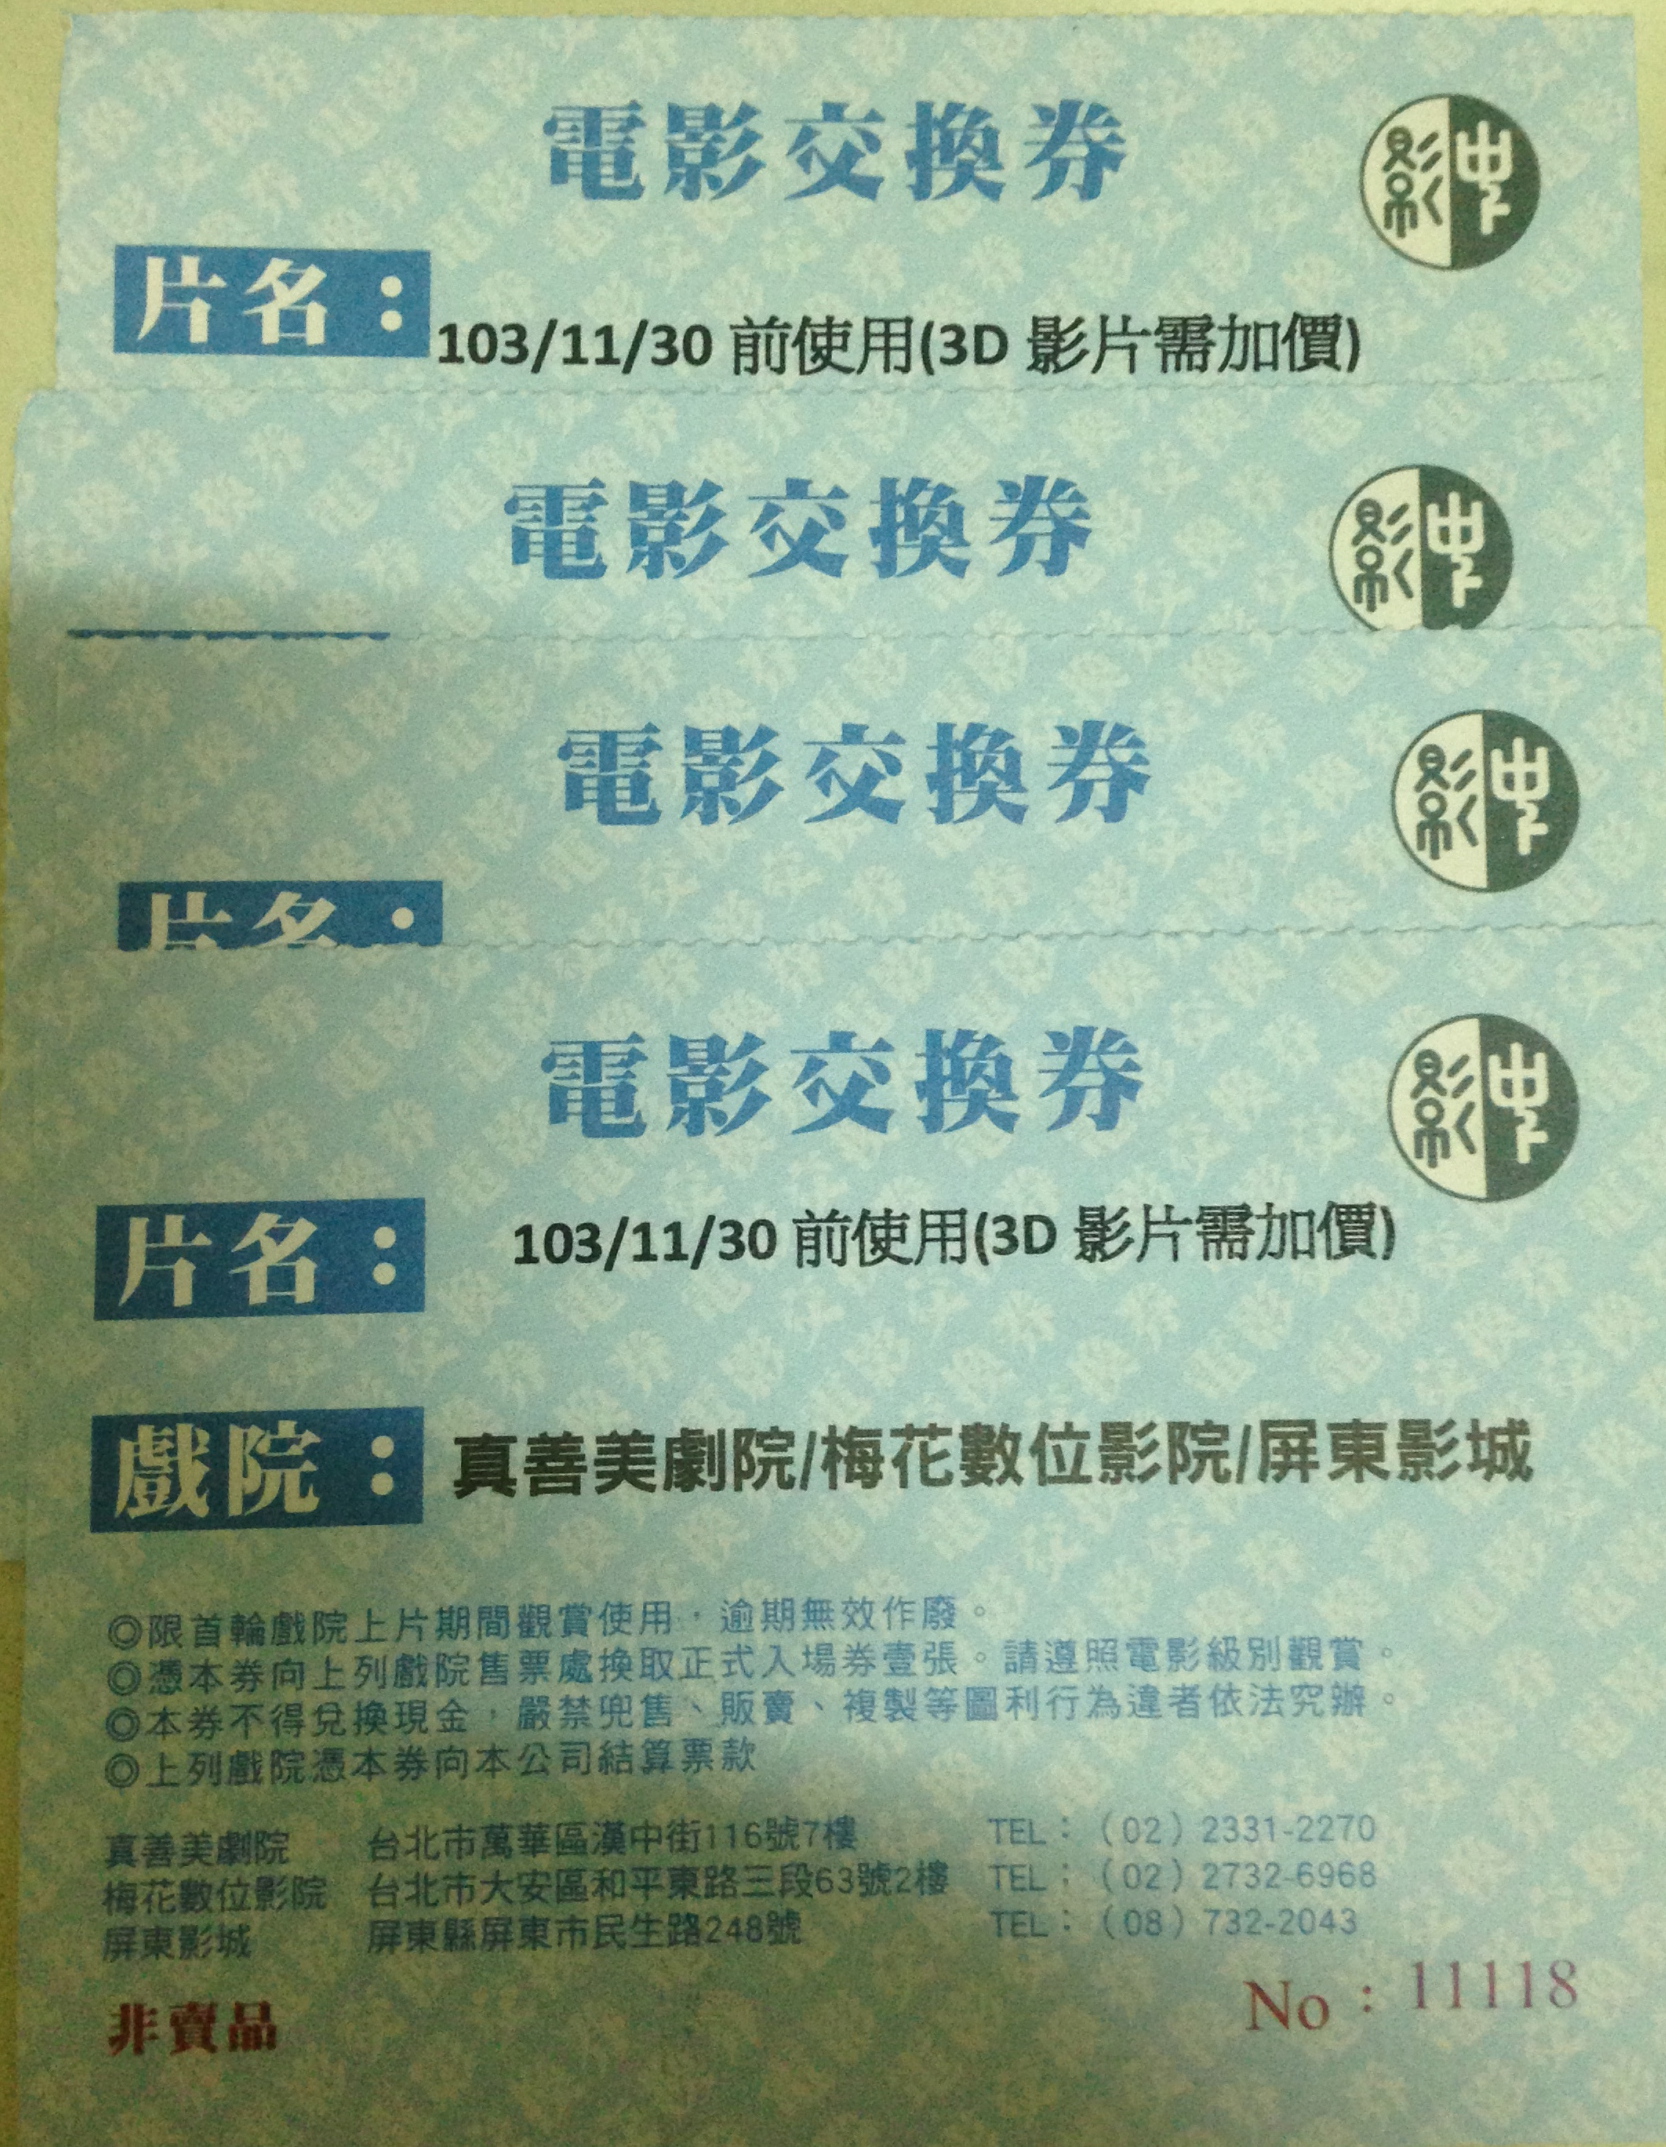 電影交換券
影中
片名：
103/11/30 前使用(3D 影片需加價)
電影交換券
影中
電影交換券
影中
片名：
電影交換券
影中
片名：
103/11/30 前使用(3D 影片需加價)
戲院：
真善美劇院/梅花數位影院/屏東影城
◎限首輪戲院上片期間觀賞使用，逾期無效作廢。
◎憑本券向上列戲院售票處換取正式入場券壹張。請遵照電影級別觀賞。
◎本券不得兌換現金，嚴禁兜售、販賣、複製等圖利行為違者依法究辦。
◎上列戲院憑本券向本公司結算票款
真善美劇院 台北市萬華區漢中街116號7樓 TEL：（02）2331-2270
梅花數位影院 台北市大安區和平東路三段63號2樓 TEL：（02）2732-6968
屏東影城 屏東縣屏東市民生路248號 TEL：（08）732-2043
非賣品
No：11118